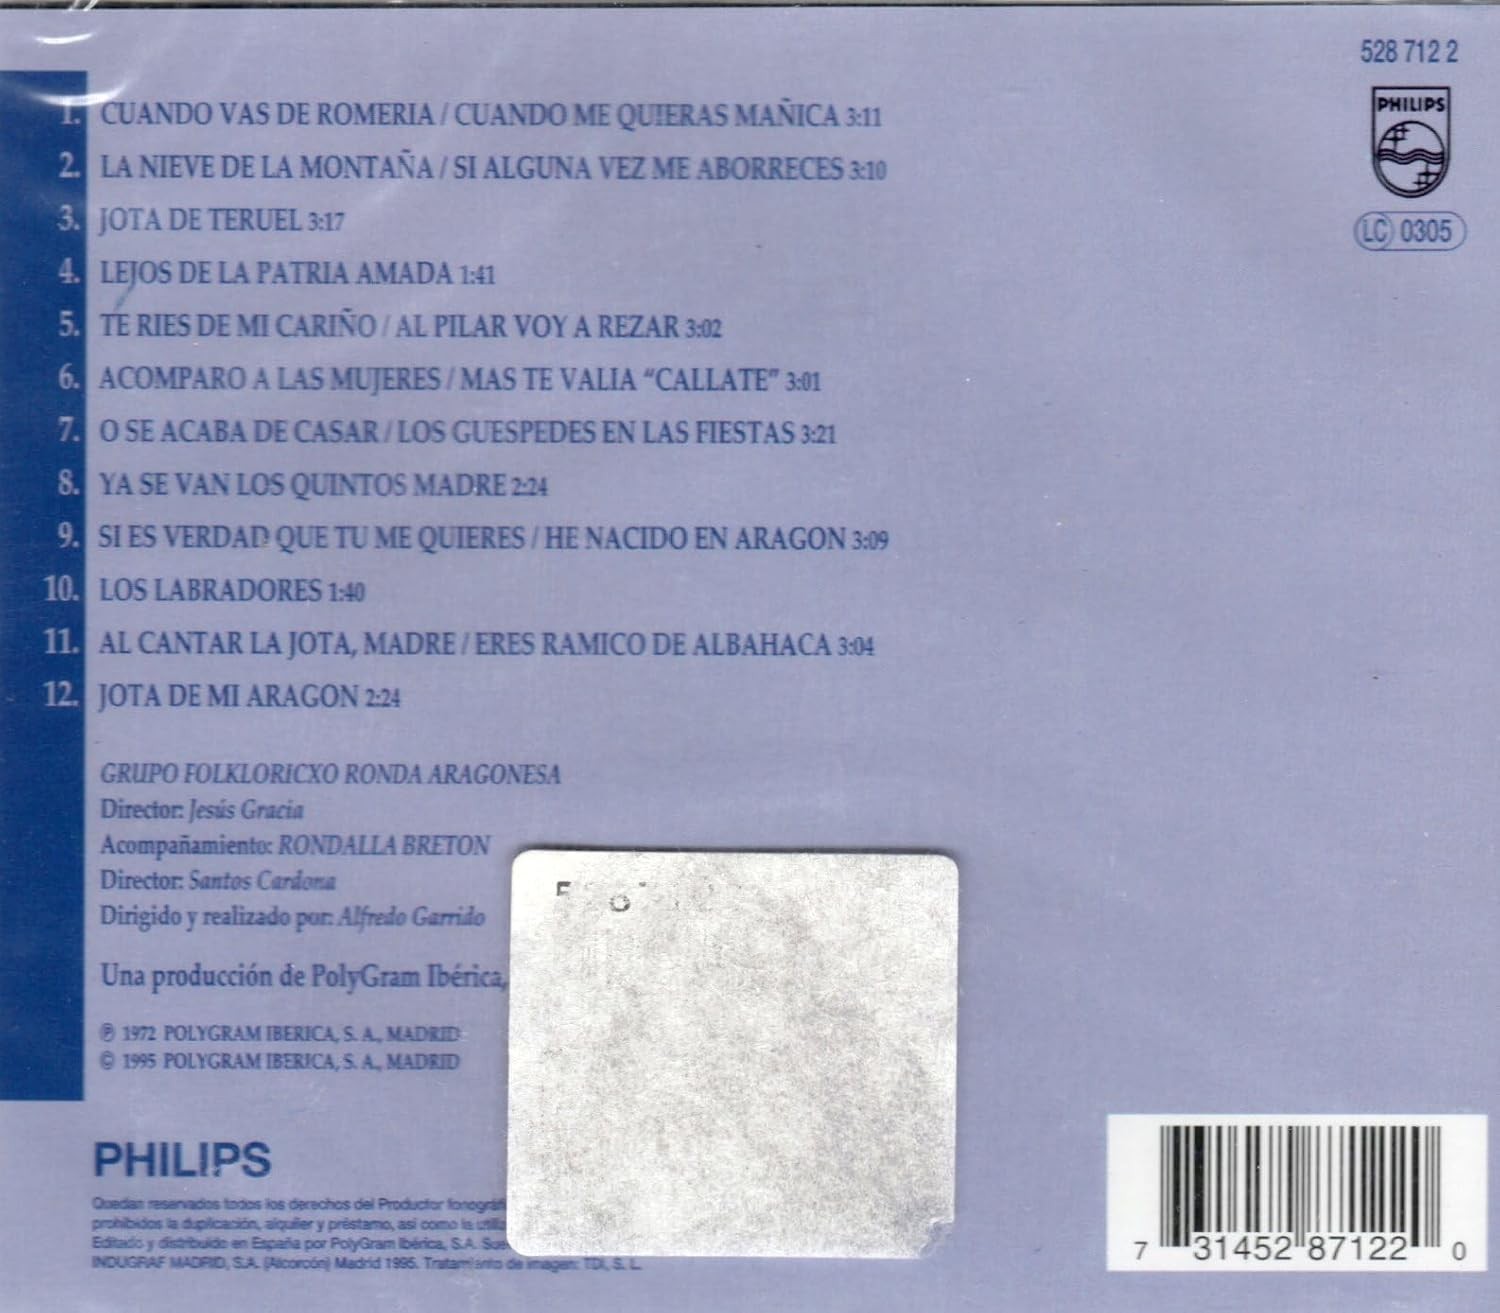 528 712 2
PHILIPS
LC 0305
1. CUANDO VAS DE ROMERIA / CUANDO ME QUIERAS MAÑICA 3:11
2. LA NIEVE DE LA MONTAÑA / SI ALGUNA VEZ ME ABORRECES 3:10
3. JOTA DE TERUEL 3:17
4. LEJOS DE LA PATRIA AMADA 1:41
5. TE RIES DE MI CARIÑO / AL PILAR VOY A REZAR 3:02
6. ACOMPARO A LAS MUJERES / MAS TE VALIA “CALLATE” 3:01
7. O SE ACABA DE CASAR / LOS GUESPEDES EN LAS FIESTAS 3:21
8. YA SE VAN LOS QUINTOS MADRE 2:24
9. SI ES VERDAD QUE TU ME QUIERES / HE NACIDO EN ARAGON 3:09
10. LOS LABRADORES 1:40
11. AL CANTAR LA JOTA, MADRE / ERES RAMICO DE ALBAHACA 3:04
12. JOTA DE MI ARAGON 2:24
GRUPO FOLKLORICXO RONDA ARAGONESA
Director: Jesús Gracia
Acompañamiento: RONDALLA BRETON
Director: Santos Cardona
Dirigido y realizado por: Alfredo Garrido
Una producción de PolyGram Ibérica,
℗ 1972 POLYGRAM IBERICA, S. A., MADRID
© 1995 POLYGRAM IBERICA, S. A., MADRID
PHILIPS
Quedan reservados todos los derechos del Productor
prohibidos la duplicación, alquiler y préstamo, así como la
Editado y distribuido en España por PolyGram Ibérica, S.A.
INDUGRAF MADRID, S.A. (Alcorcón) Madrid 1995. Tratamiento de imagen: TDI, S. L.
7 31452 87122 0